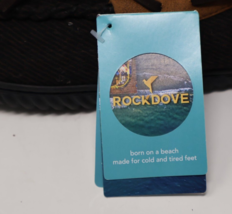 ROCKDOVE
born on a beach
made for cold and tired feet